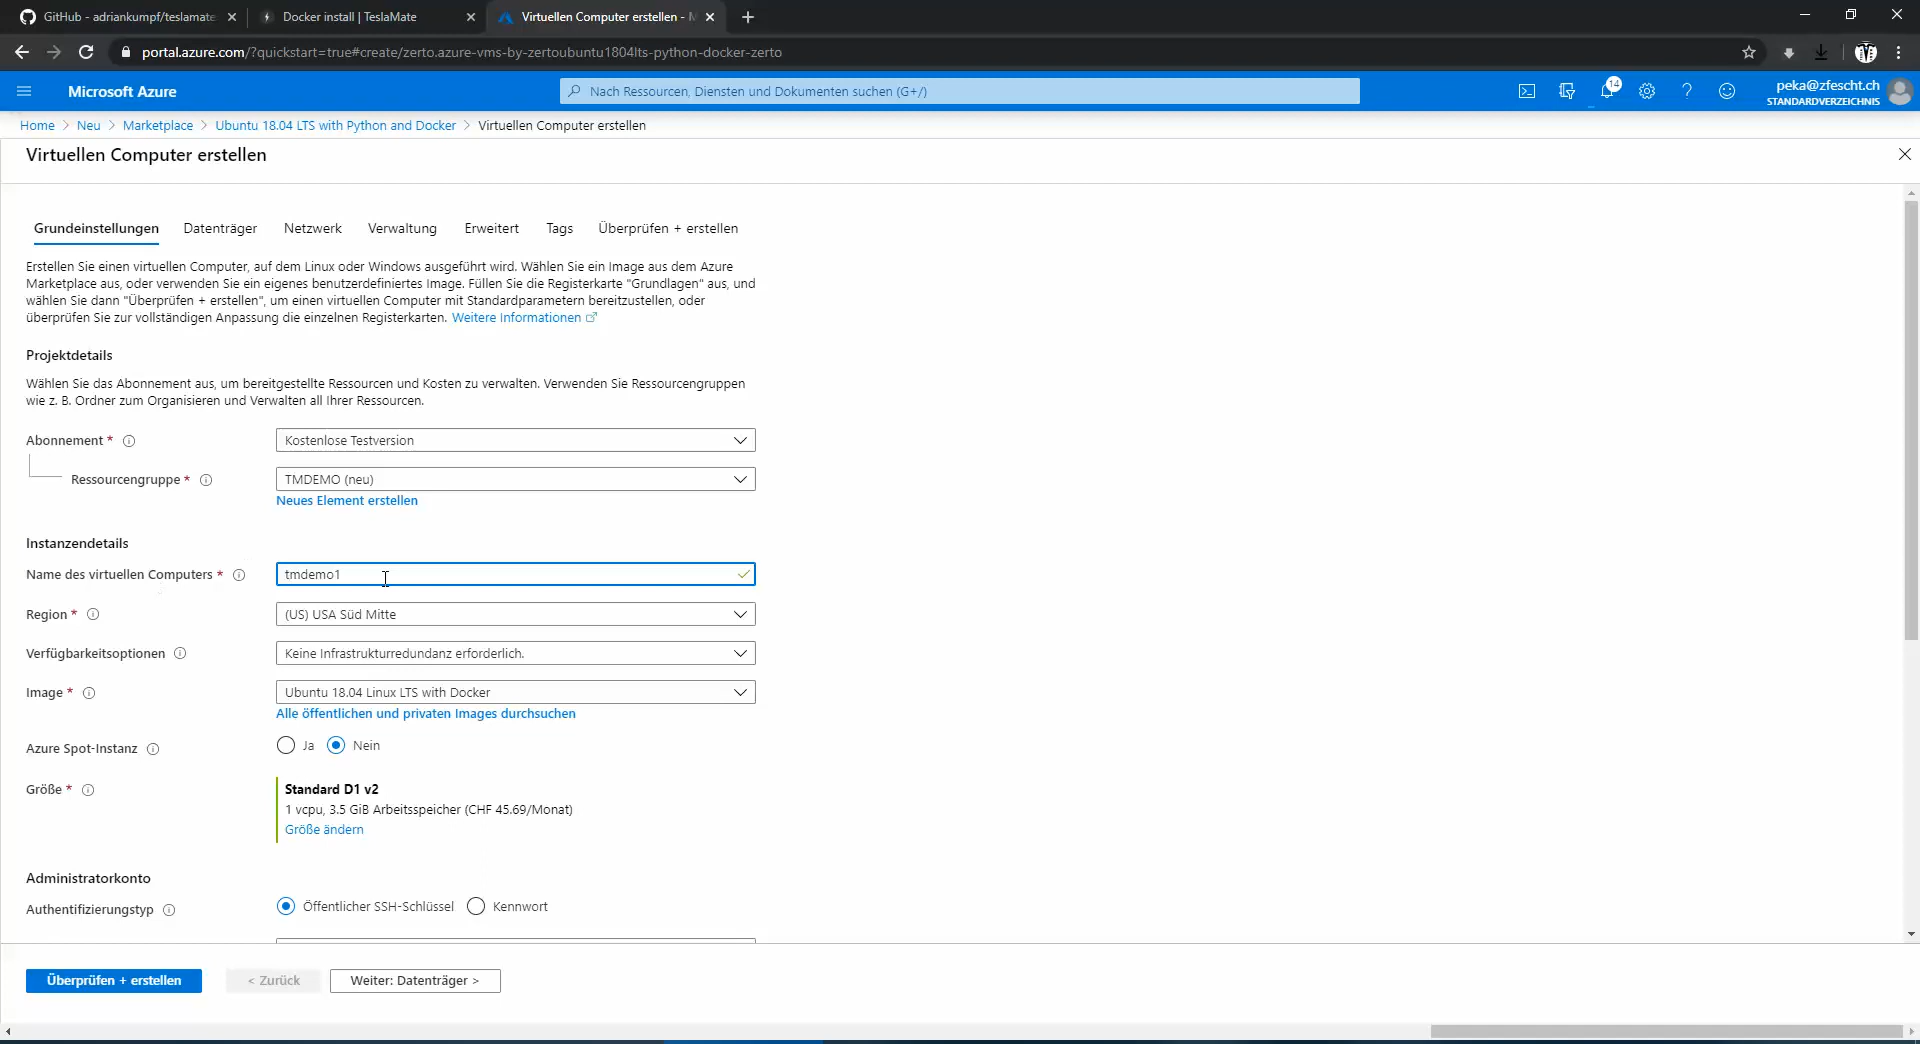 GitHub - adriankumpf/teslamate
Docker install | TeslaMate
Virtuellen Computer erstellen - M
portal.azure.com/?quickstart=true#create/zerto.azure-vms-by-zertoubuntu1804lts-python-docker-zerto
Microsoft Azure
Nach Ressourcen, Diensten und Dokumenten suchen (G+/)
14
peka@zfescht.ch
STANDARDVERZEICHNIS
Home > Neu > Marketplace > Ubuntu 18.04 LTS with Python and Docker > Virtuellen Computer erstellen
Virtuellen Computer erstellen
Grundeinstellungen Datenträger Netzwerk Verwaltung Erweitert Tags Überprüfen + erstellen
Erstellen Sie einen virtuellen Computer, auf dem Linux oder Windows ausgeführt wird. Wählen Sie ein Image aus dem Azure
Marketplace aus, oder verwenden Sie ein eigenes benutzerdefiniertes Image. Füllen Sie die Registerkarte "Grundlagen" aus, und
wählen Sie dann "Überprüfen + erstellen", um einen virtuellen Computer mit Standardparametern bereitzustellen, oder
überprüfen Sie zur vollständigen Anpassung die einzelnen Registerkarten. Weitere Informationen
Projektdetails
Wählen Sie das Abonnement aus, um bereitgestellte Ressourcen und Kosten zu verwalten. Verwenden Sie Ressourcengruppen
wie z. B. Ordner zum Organisieren und Verwalten all Ihrer Ressourcen.
Abonnement * Kostenlose Testversion
Ressourcengruppe * TMDEMO (neu)
Neues Element erstellen
Instanzendetails
Name des virtuellen Computers * tmdemo1
Region * (US) USA Süd Mitte
Verfügbarkeitsoptionen Keine Infrastrukturredundanz erforderlich.
Image * Ubuntu 18.04 Linux LTS with Docker
Alle öffentlichen und privaten Images durchsuchen
Azure Spot-Instanz Ja Nein
Größe * Standard D1 v2
1 vcpu, 3.5 GiB Arbeitsspeicher (CHF 45.69/Monat)
Größe ändern
Administratorkonto
Authentifizierungstyp Öffentlicher SSH-Schlüssel Kennwort
Überprüfen + erstellen < Zurück Weiter: Datenträger >